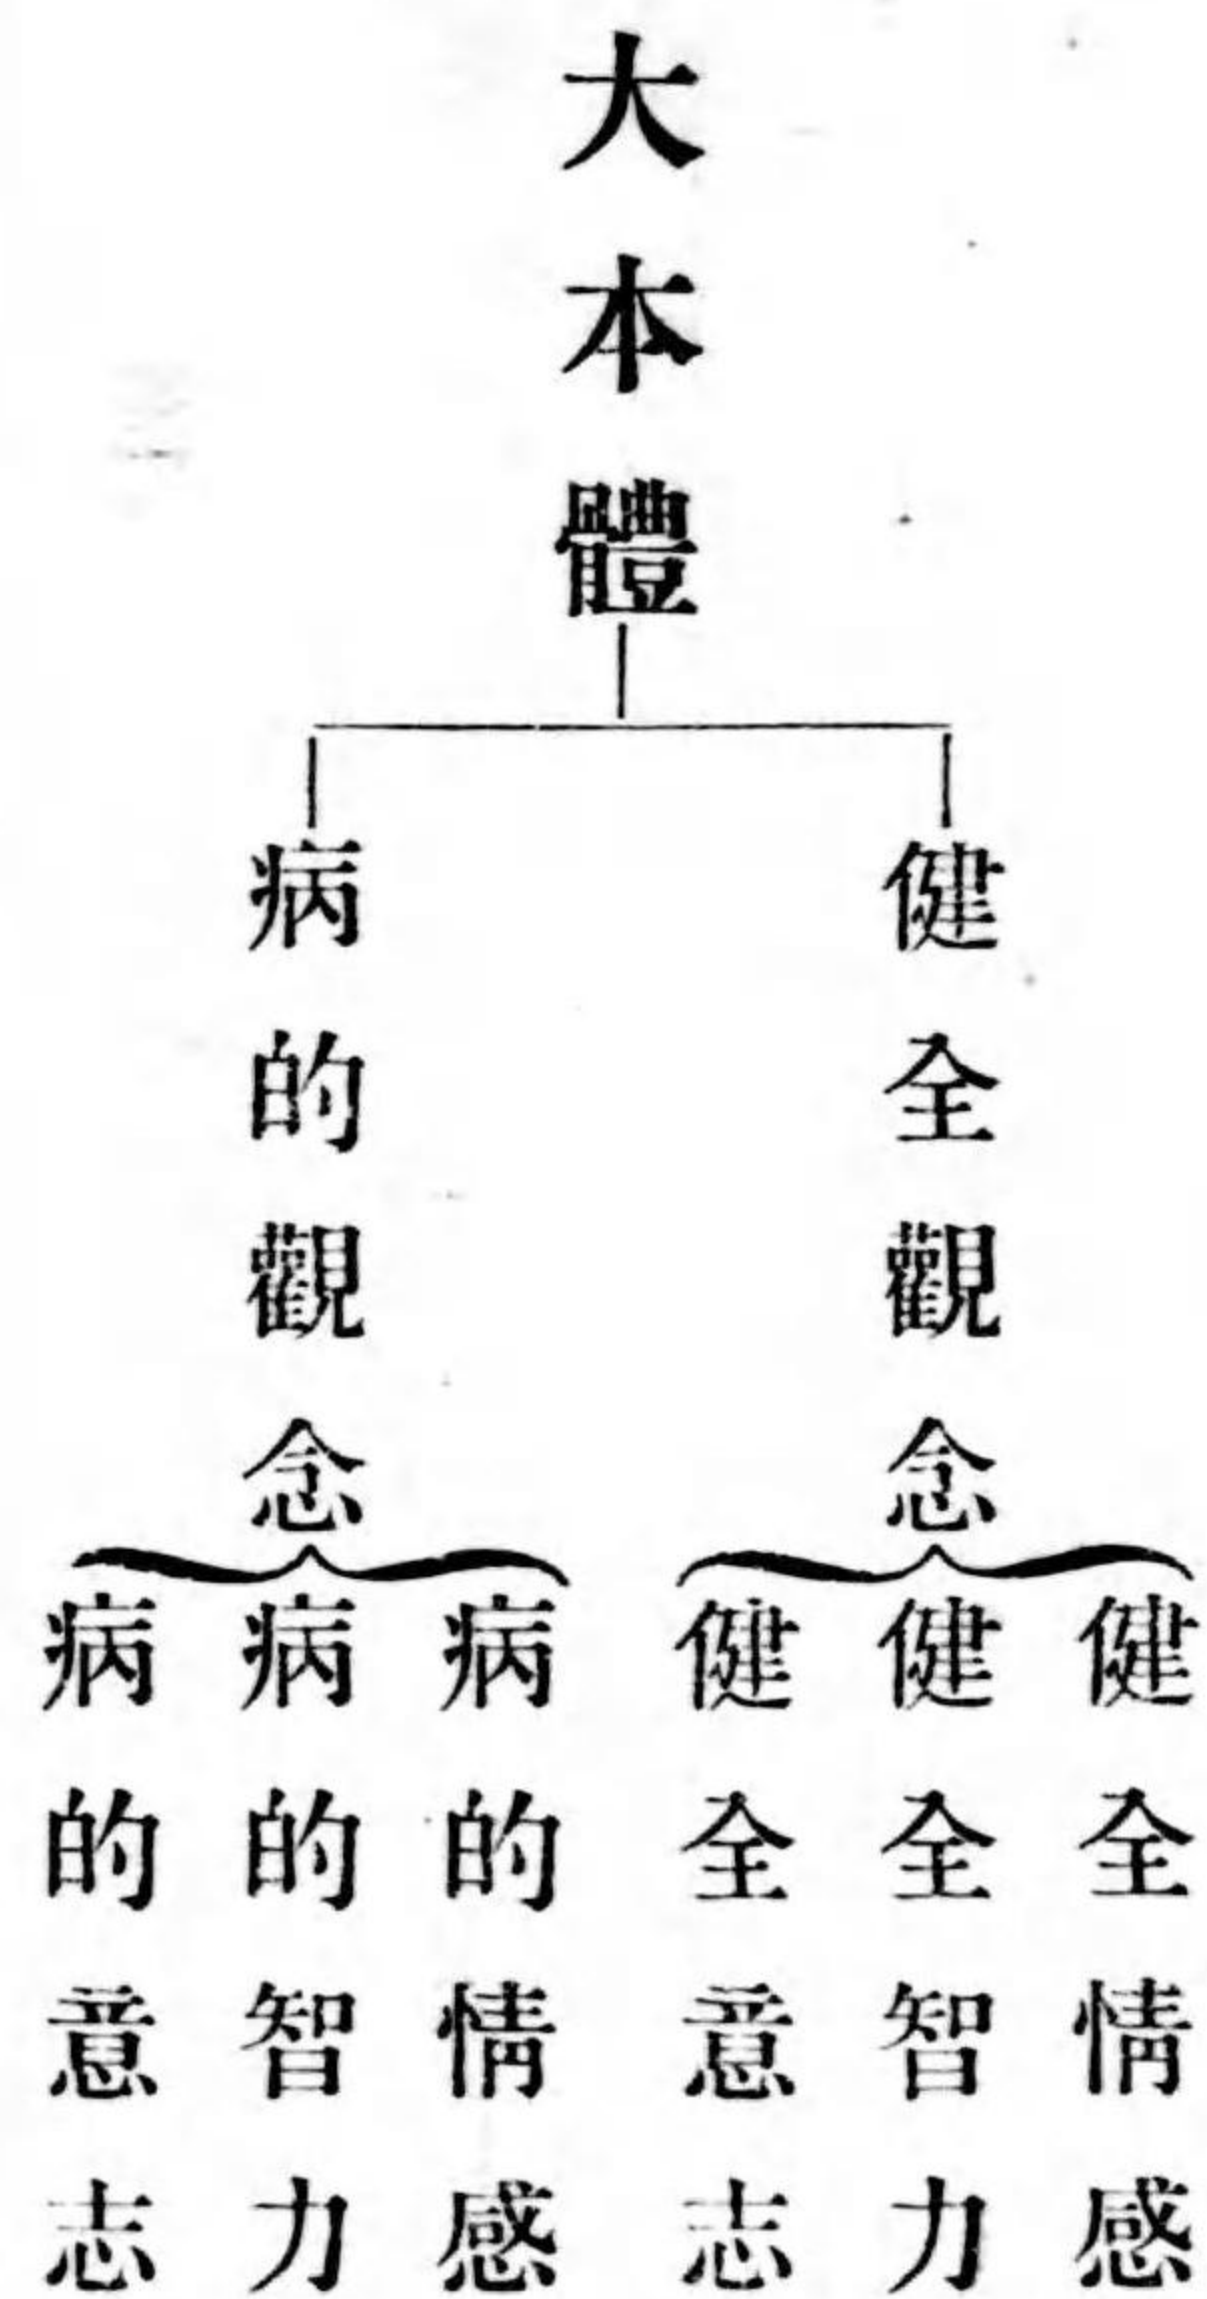 大本體
健全觀念
病的觀念
健全情感
健全智力
健全意志
病的情感
病的智力
病的意志